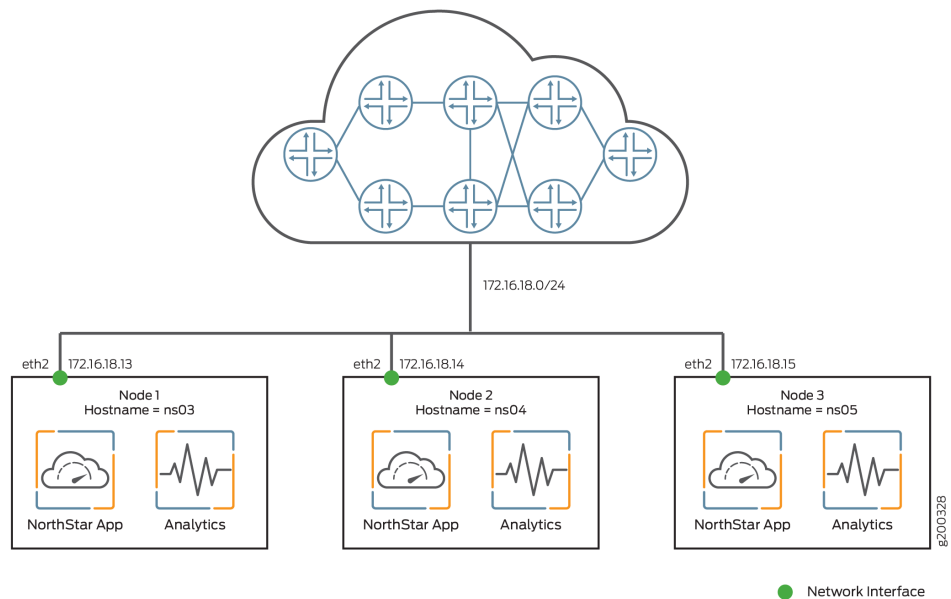 172.16.18.0/24
eth2 172.16.18.13
eth2 172.16.18.14
eth2 172.16.18.15
Node 1
Hostname = ns03
NorthStar App
Analytics
Node 2
Hostname = ns04
NorthStar App
Analytics
Node 3
Hostname = ns05
NorthStar App
Analytics
g200328
Network Interface